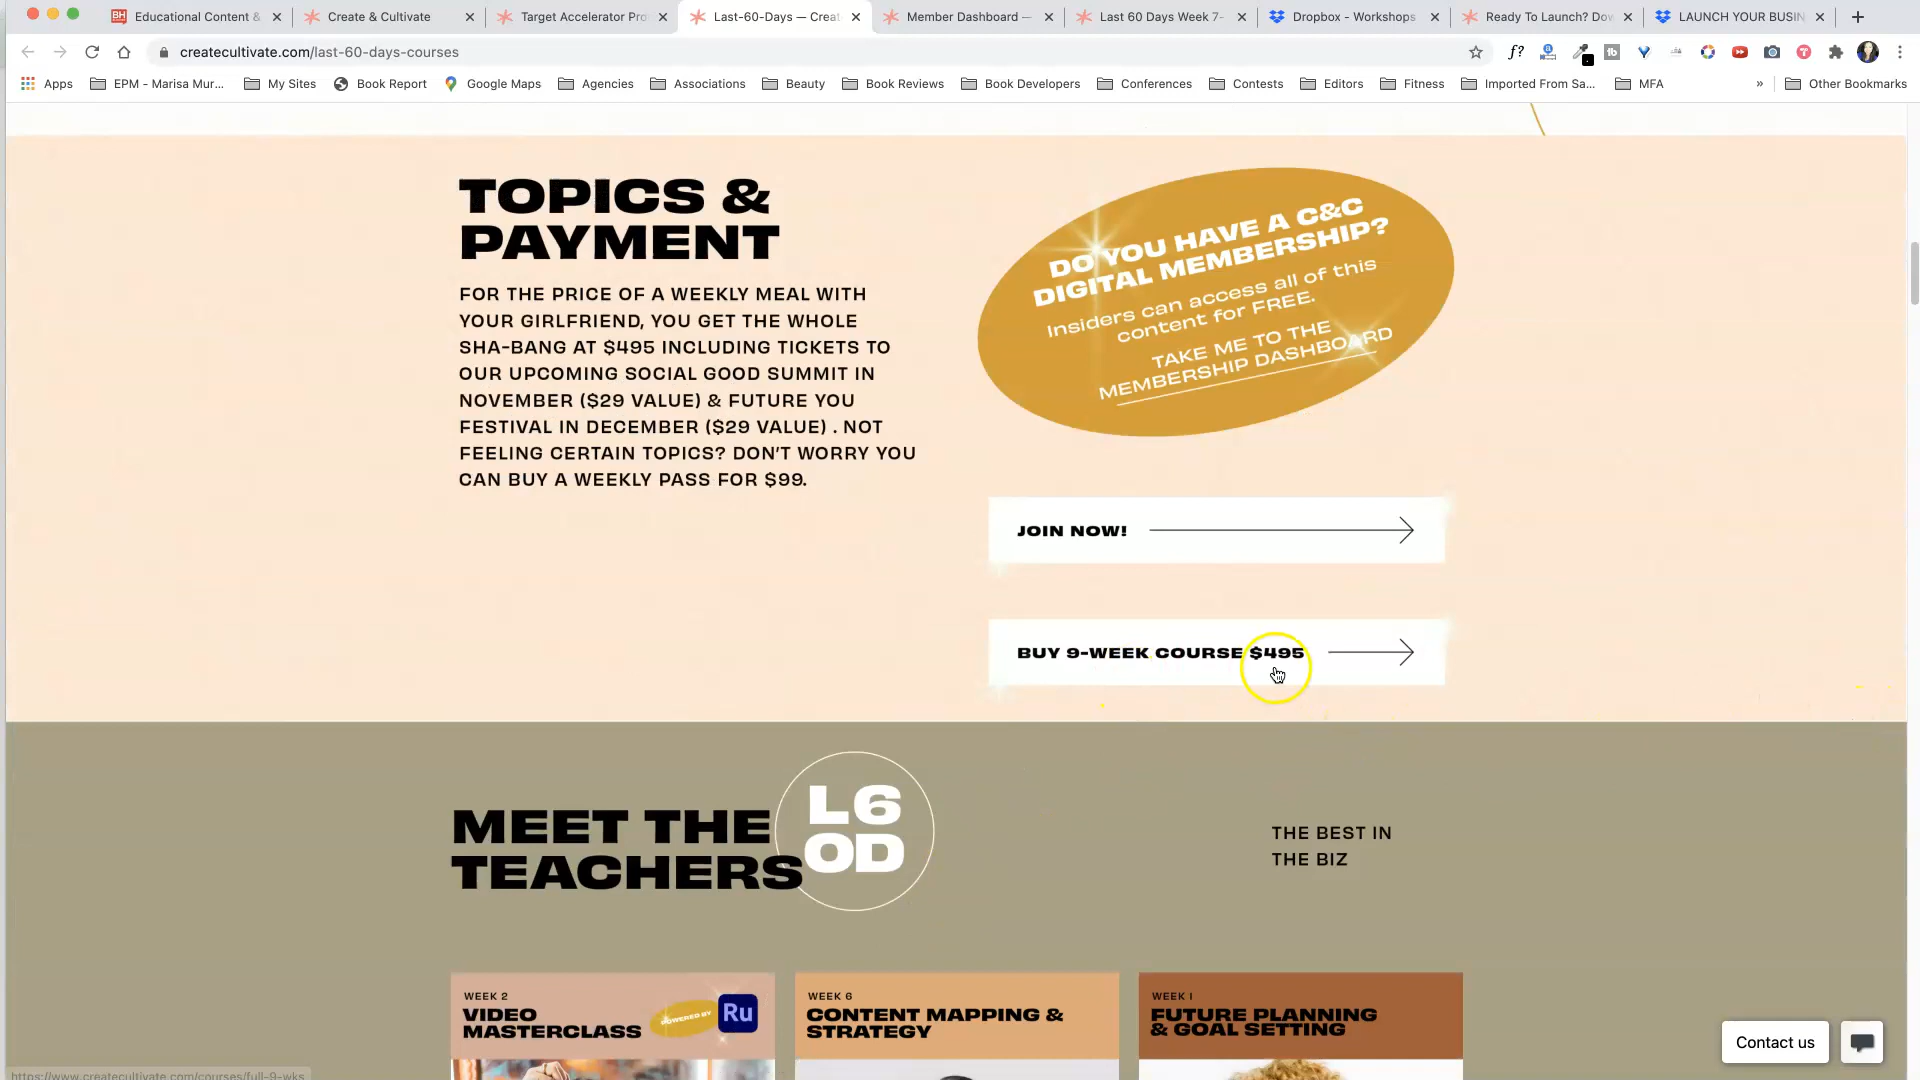 Educational Content &
Create & Cultivate
Target Accelerator Pro
Last-60-Days — Creat
Member Dashboard —
Last 60 Days Week 7-
Dropbox - Workshops
Ready To Launch? Dow
LAUNCH YOUR BUSIN
createcultivate.com/last-60-days-courses
Apps
EPM - Marisa Mur...
My Sites
Book Report
Google Maps
Agencies
Associations
Beauty
Book Reviews
Book Developers
Conferences
Contests
Editors
Fitness
Imported From Sa...
MFA
»
Other Bookmarks
TOPICS &
PAYMENT
FOR THE PRICE OF A WEEKLY MEAL WITH
YOUR GIRLFRIEND, YOU GET THE WHOLE
SHA-BANG AT $495 INCLUDING TICKETS TO
OUR UPCOMING SOCIAL GOOD SUMMIT IN
NOVEMBER ($29 VALUE) & FUTURE YOU
FESTIVAL IN DECEMBER ($29 VALUE) . NOT
FEELING CERTAIN TOPICS? DON'T WORRY YOU
CAN BUY A WEEKLY PASS FOR $99.
DO YOU HAVE A C&C
DIGITAL MEMBERSHIP?
Insiders can access all of this
content for FREE.
TAKE ME TO THE
MEMBERSHIP DASHBOARD
JOIN NOW!
BUY 9-WEEK COURSE $495
MEET THE
TEACHERS
L6
OD
THE BEST IN
THE BIZ
WEEK 2
VIDEO
MASTERCLASS
POWERED BY
Ru
WEEK 6
CONTENT MAPPING &
STRATEGY
WEEK 1
FUTURE PLANNING
& GOAL SETTING
Contact us
https://www.createcultivate.com/courses/full-9-wks